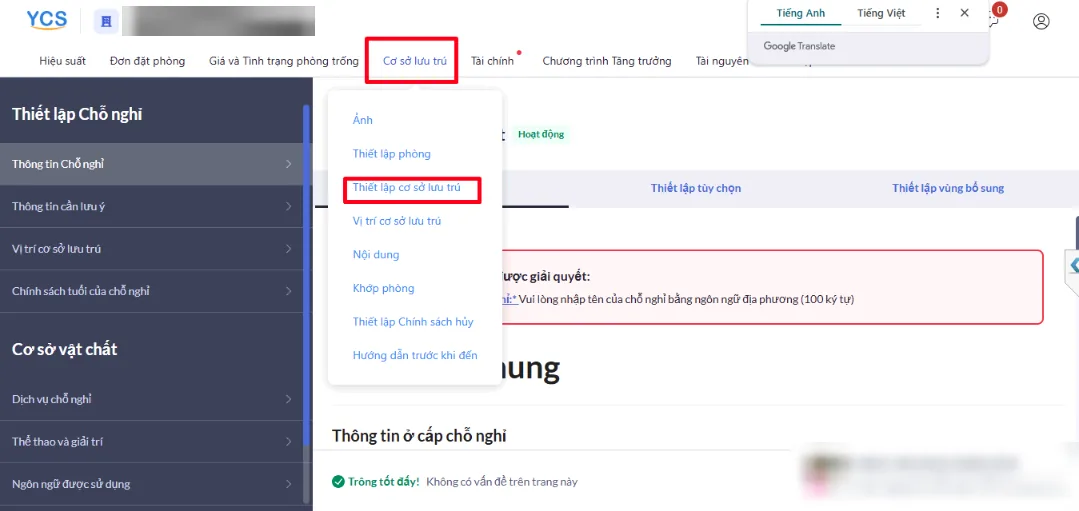 YCS
Tiếng Anh
Tiếng Việt
0
Google Translate
Hiệu suất
Đơn đặt phòng
Giá và Tình trạng phòng trống
Cơ sở lưu trú
Tài chính
Chương trình Tăng trưởng
Tài nguyên
Thiết lập Chỗ nghỉ
Thông tin Chỗ nghỉ
Thông tin cần lưu ý
Vị trí cơ sở lưu trú
Chính sách tuổi của chỗ nghỉ
Cơ sở vật chất
Dịch vụ chỗ nghỉ
Thể thao và giải trí
Ngôn ngữ được sử dụng
Ảnh
Thiết lập phòng
Thiết lập cơ sở lưu trú
Vị trí cơ sở lưu trú
Nội dung
Khớp phòng
Thiết lập Chính sách hủy
Hướng dẫn trước khi đến
Hoạt động
Thiết lập tùy chọn
Thiết lập vùng bổ sung
được giải quyết:
Vui lòng nhập tên của chỗ nghỉ bằng ngôn ngữ địa phương (100 ký tự)
Thông tin ở cấp chỗ nghỉ
Trông tốt đấy! Không có vấn đề trên trang này